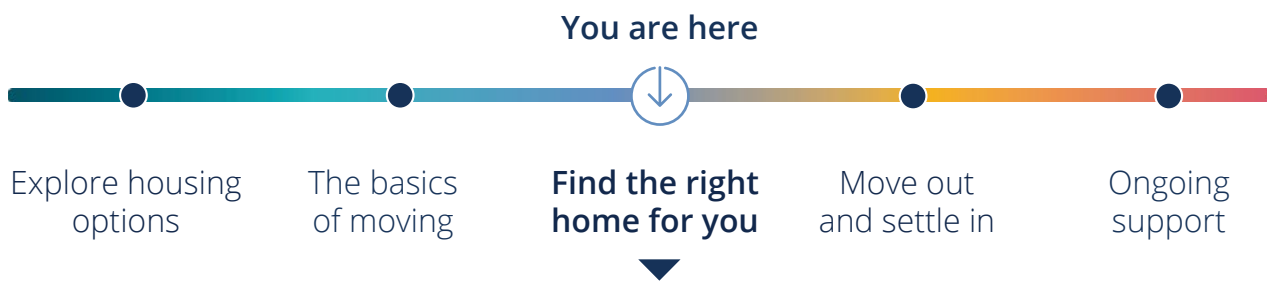 You are here
Explore housing
options
The basics
of moving
Find the right
home for you
Move out
and settle in
Ongoing
support